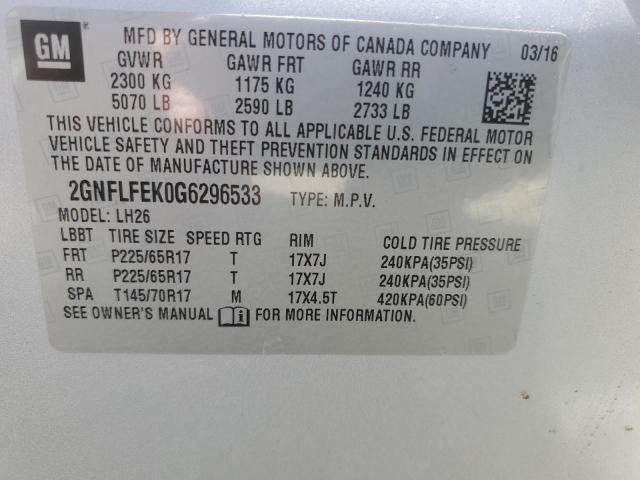 GM
MFD BY GENERAL MOTORS OF CANADA COMPANY 03/16
GVWR GAWR FRT GAWR RR
2300 KG 1175 KG 1240 KG
5070 LB 2590 LB 2733 LB
THIS VEHICLE CONFORMS TO ALL APPLICABLE U.S. FEDERAL MOTOR
VEHICLE SAFETY AND THEFT PREVENTION STANDARDS IN EFFECT ON
THE DATE OF MANUFACTURE SHOWN ABOVE.
2GNFLFEK0G6296533 TYPE: M.P.V.
MODEL: LH26
LBBT TIRE SIZE SPEED RTG RIM COLD TIRE PRESSURE
FRT P225/65R17 T 17X7J 240KPA(35PSI)
RR P225/65R17 T 17X7J 240KPA(35PSI)
SPA T145/70R17 M 17X4.5T 420KPA(60PSI)
SEE OWNER'S MANUAL FOR MORE INFORMATION.